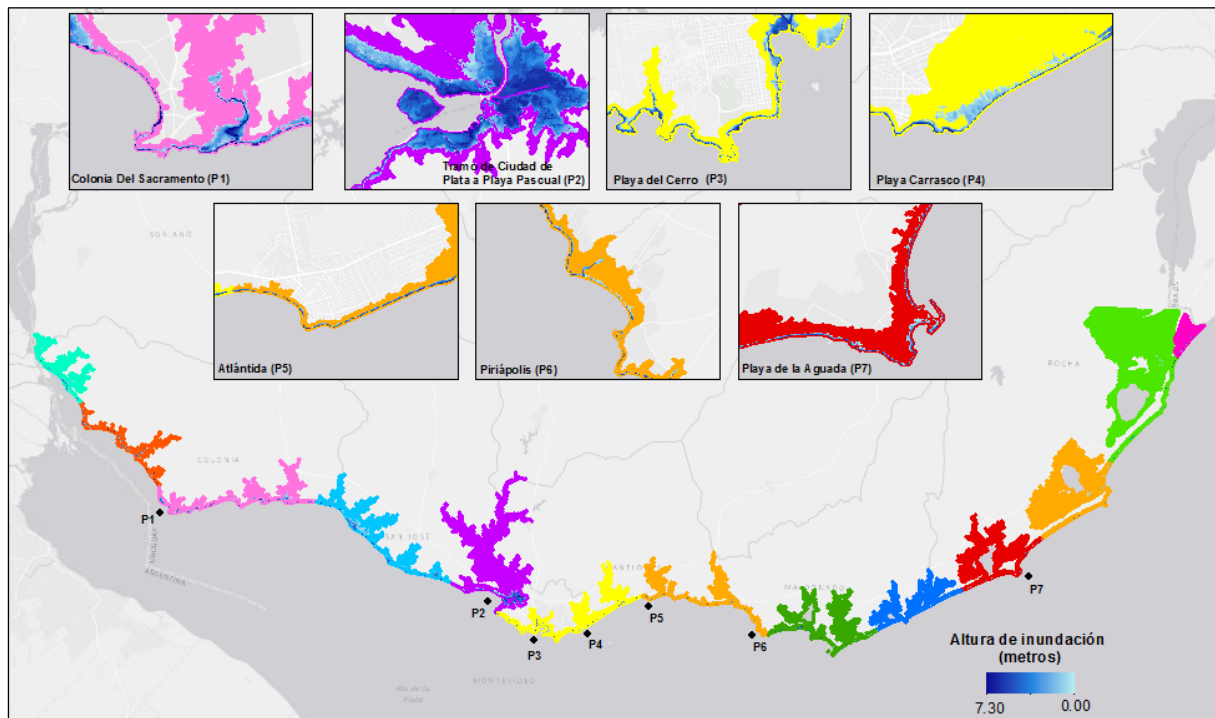 Colonia Del Sacramento (P1)
Tramo de Ciudad de
Plata a Playa Pascual (P2)
Playa del Cerro (P3)
Playa Carrasco (P4)
Atlántida (P5)
Piriápolis (P6)
Playa de la Aguada (P7)
SORIANO
ROCHA
COLONIA
SAN JOSÉ
MALDONADO
P1
URUGUAY
ARGENTINA
P2
P3
P4
P5
P6
P7
MONTEVIDEO
Río de la
Plata
Altura de inundación
(metros)
7.30
0.00